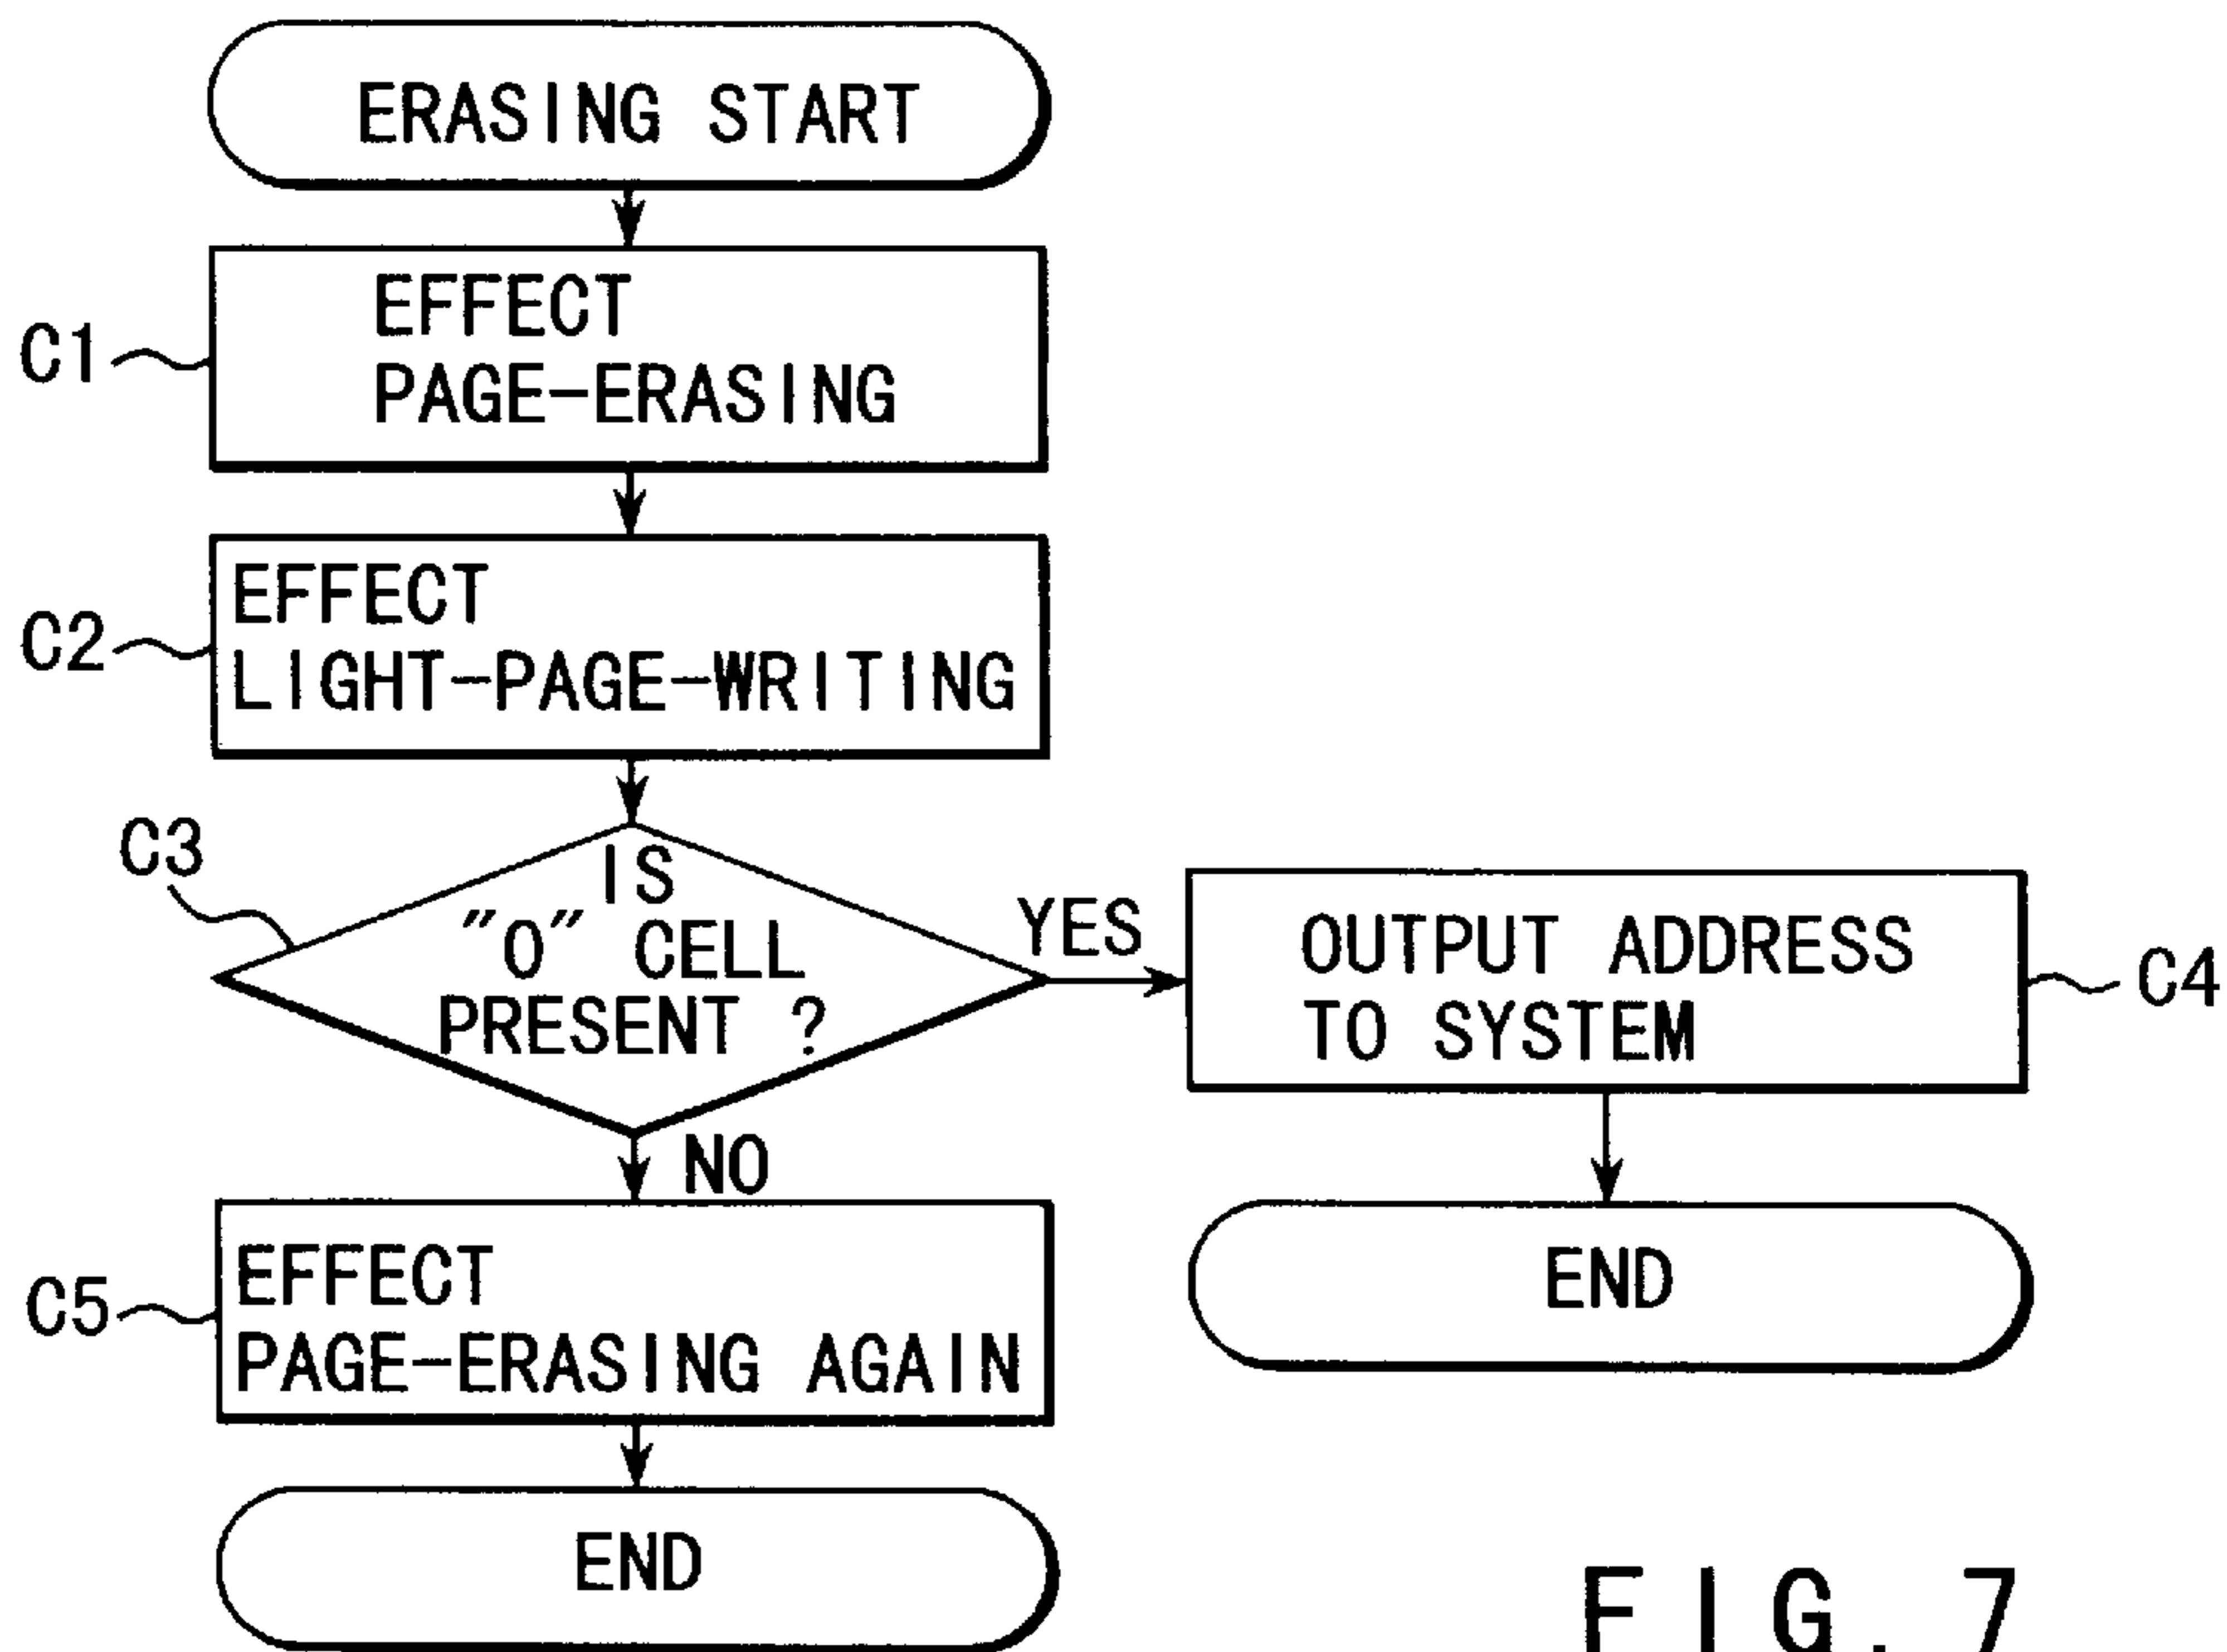 ERASING START
C1
EFFECT
PAGE-ERASING
C2
EFFECT
LIGHT-PAGE-WRITING
C3
IS
"0" CELL
PRESENT ?
YES
OUTPUT ADDRESS
TO SYSTEM
C4
NO
END
C5
EFFECT
PAGE-ERASING AGAIN
END
FIG. 7